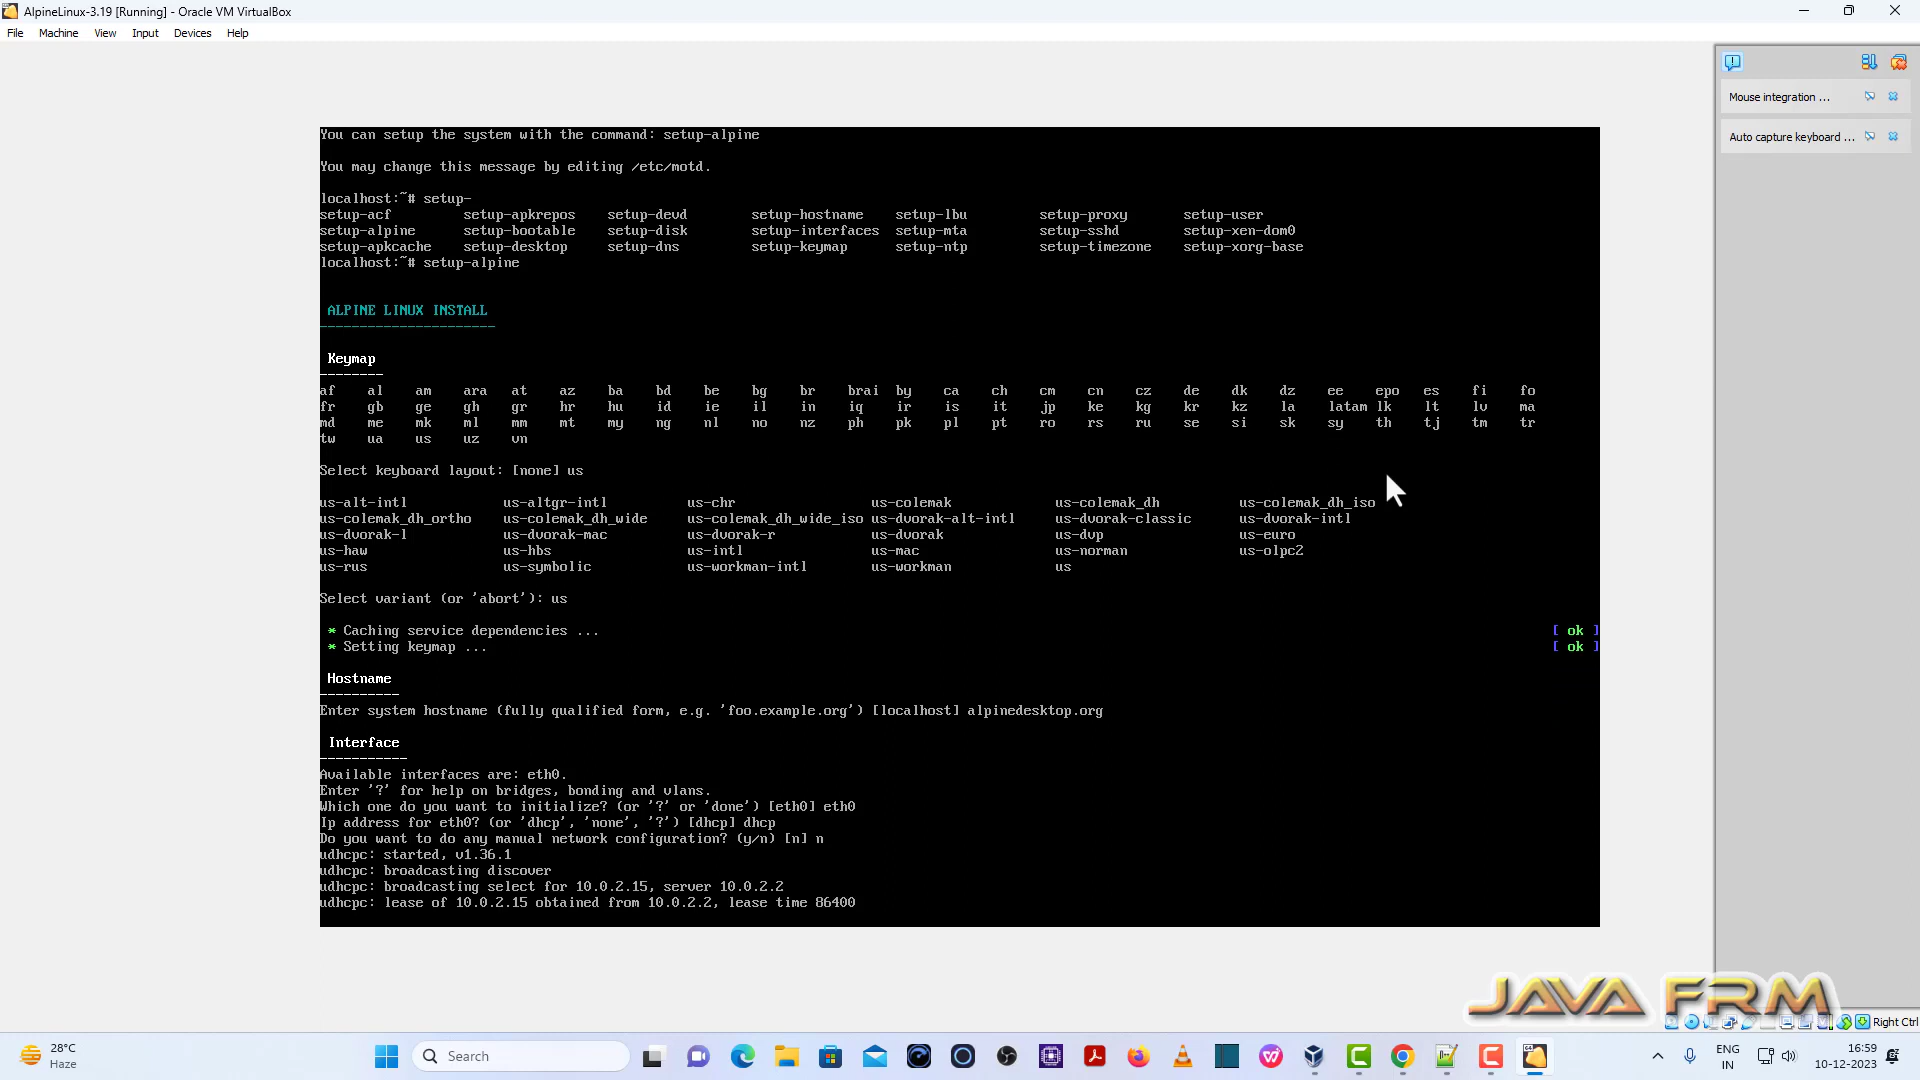 AlpineLinux-3.19 [Running] - Oracle VM VirtualBox
File Machine View Input Devices Help
Mouse integration ...
Auto capture keyboard ...
You can setup the system with the command: setup-alpine
You may change this message by editing /etc/motd.
localhost:~# setup-
setup-acf setup-apkrepos setup-devd setup-hostname setup-lbu setup-proxy setup-user
setup-alpine setup-bootable setup-disk setup-interfaces setup-mta setup-sshd setup-xen-dom0
setup-apkcache setup-desktop setup-dns setup-keymap setup-ntp setup-timezone setup-xorg-base
localhost:~# setup-alpine
ALPINE LINUX INSTALL
----------------------
Keymap
--------
af al am ara at az ba bd be bg br brai by ca ch cm cn cz de dk dz ee epo es fi fo
fr gb ge gh gr hr hu id ie il in iq ir is it jp ke kg kr kz la latam lk lt lv ma
md me mk ml mm mt my ng nl no nz ph pk pl pt ro rs ru se si sk sy th tj tm tr
tw ua us uz vn
Select keyboard layout: [none] us
us-alt-intl us-altgr-intl us-chr us-colemak us-colemak_dh us-colemak_dh_iso
us-colemak_dh_ortho us-colemak_dh_wide us-colemak_dh_wide_iso us-dvorak-alt-intl us-dvorak-classic us-dvorak-intl
us-dvorak-l us-dvorak-mac us-dvorak-r us-dvorak us-dvp us-euro
us-haw us-hbs us-intl us-mac us-norman us-olpc2
us-rus us-symbolic us-workman-intl us-workman us
Select variant (or 'abort'): us
* Caching service dependencies ... [ ok ]
* Setting keymap ... [ ok ]
Hostname
----------
Enter system hostname (fully qualified form, e.g. 'foo.example.org') [localhost] alpinedesktop.org
Interface
-----------
Available interfaces are: eth0.
Enter '?' for help on bridges, bonding and vlans.
Which one do you want to initialize? (or '?' or 'done') [eth0] eth0
Ip address for eth0? (or 'dhcp', 'none', '?') [dhcp] dhcp
Do you want to do any manual network configuration? (y/n) [n] n
udhcpc: started, v1.36.1
udhcpc: broadcasting discover
udhcpc: broadcasting select for 10.0.2.15, server 10.0.2.2
udhcpc: lease of 10.0.2.15 obtained from 10.0.2.2, lease time 86400
JAVA FRM
Right Ctrl
28°C
Haze
Search
ENG
IN
16:59
10-12-2023